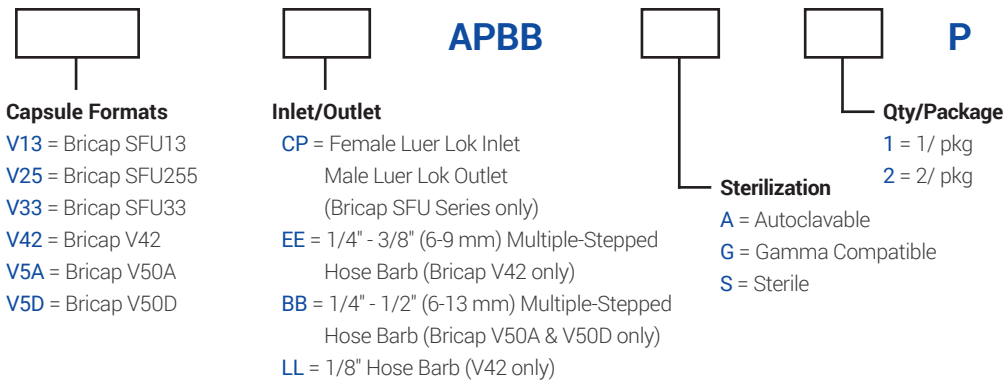 APBB
P
Capsule Formats
V13 = Bricap SFU13
V25 = Bricap SFU255
V33 = Bricap SFU33
V42 = Bricap V42
V5A = Bricap V50A
V5D = Bricap V50D
Inlet/Outlet
CP = Female Luer Lok Inlet
Male Luer Lok Outlet
(Bricap SFU Series only)
EE = 1/4" - 3/8" (6-9 mm) Multiple-Stepped
Hose Barb (Bricap V42 only)
BB = 1/4" - 1/2" (6-13 mm) Multiple-Stepped
Hose Barb (Bricap V50A & V50D only)
LL = 1/8" Hose Barb (V42 only)
Sterilization
A = Autoclavable
G = Gamma Compatible
S = Sterile
Qty/Package
1 = 1/ pkg
2 = 2/ pkg